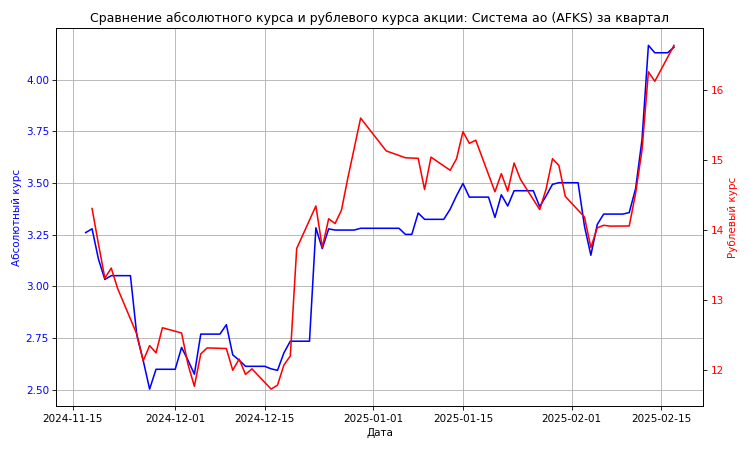 Сравнение абсолютного курса и рублевого курса акции: Система ао (AFKS) за квартал
Абсолютный курс
4.00
3.75
3.50
3.25
3.00
2.75
2.50
16
15
14
13
12
Рублевый курс
2024-11-15 2024-12-01 2024-12-15 2025-01-01 2025-01-15 2025-02-01 2025-02-15
Дата